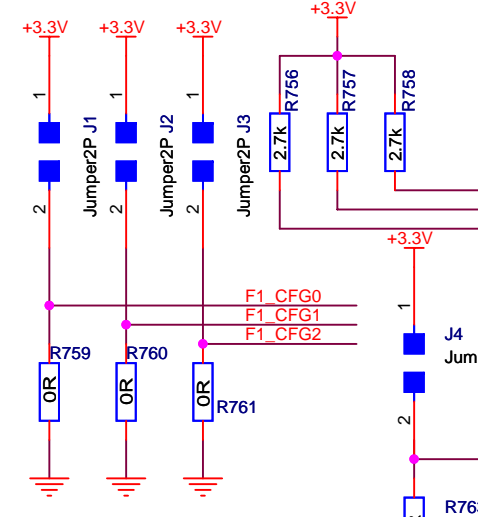 +3.3V
+3.3V +3.3V +3.3V
1 1 1
J1 J2 J3
Jumper2P Jumper2P Jumper2P
2 2 2
R756 R757 R758
2.7k 2.7k 2.7k
+3.3V
F1_CFG0
F1_CFG1
F1_CFG2
1
J4
Jum
2
R759 R760 R761
0R 0R 0R
R763